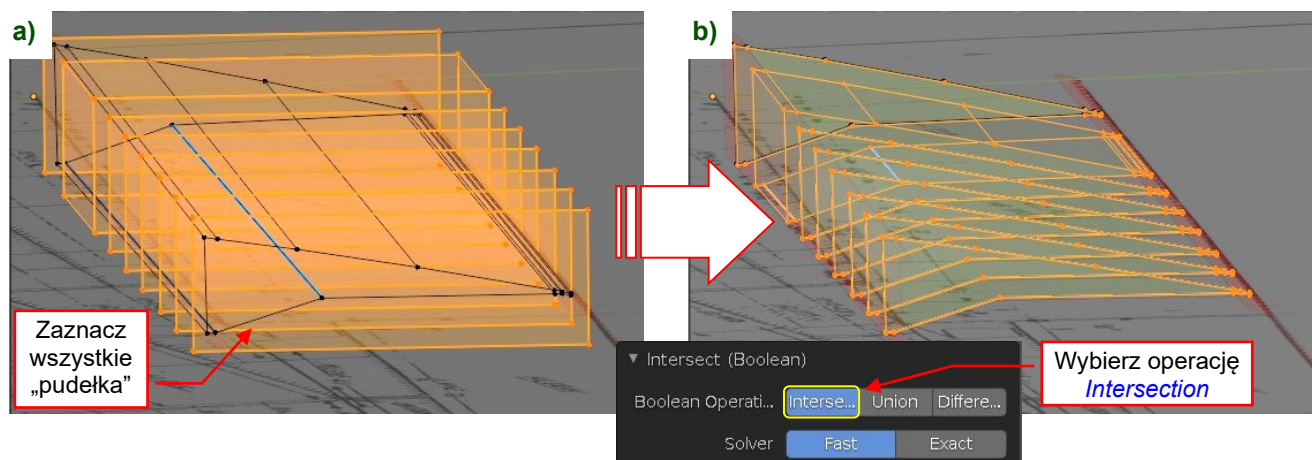 a)
b)
Zaznacz
wszystkie
„pudełka”
Wybierz operację
Intersection
▼ Intersect (Boolean)
Boolean Operati... Interse... Union Differe...
Solver Fast Exact